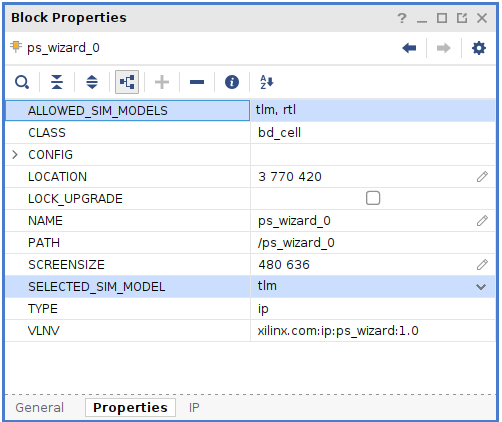 Block Properties
ps_wizard_0
ALLOWED_SIM_MODELS tlm, rtl
CLASS bd_cell
CONFIG
LOCATION 3 770 420
LOCK_UPGRADE
NAME ps_wizard_0
PATH /ps_wizard_0
SCREENSIZE 480 636
SELECTED_SIM_MODEL tlm
TYPE ip
VLNV xilinx.com:ip:ps_wizard:1.0
General Properties IP